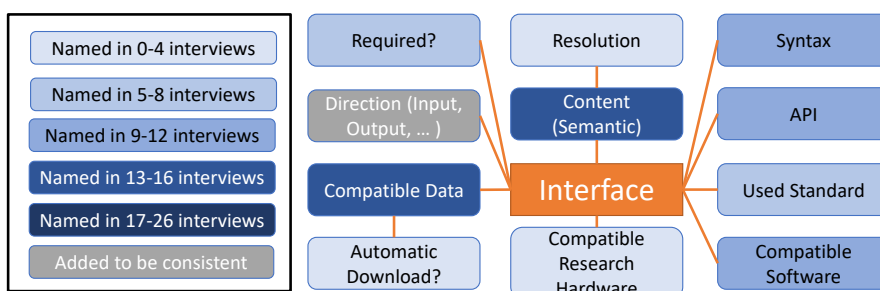 Named in 0-4 interviews
Named in 5-8 interviews
Named in 9-12 interviews
Named in 13-16 interviews
Named in 17-26 interviews
Added to be consistent
Required?
Direction (Input,
Output, ... )
Compatible Data
Automatic
Download?
Resolution
Content
(Semantic)
Interface
Compatible
Research
Hardware
Syntax
API
Used Standard
Compatible
Software